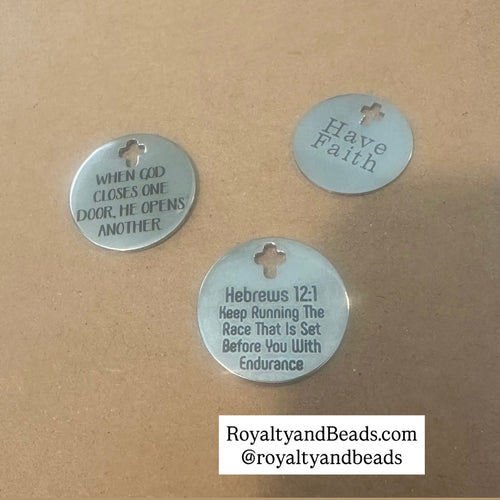 WHEN GOD
CLOSES ONE
DOOR, HE OPENS
ANOTHER
Have
Faith
Hebrews 12:1
Keep Running The
Race That Is Set
Before You With
Endurance
RoyaltyandBeads.com
@royaltyandbeads